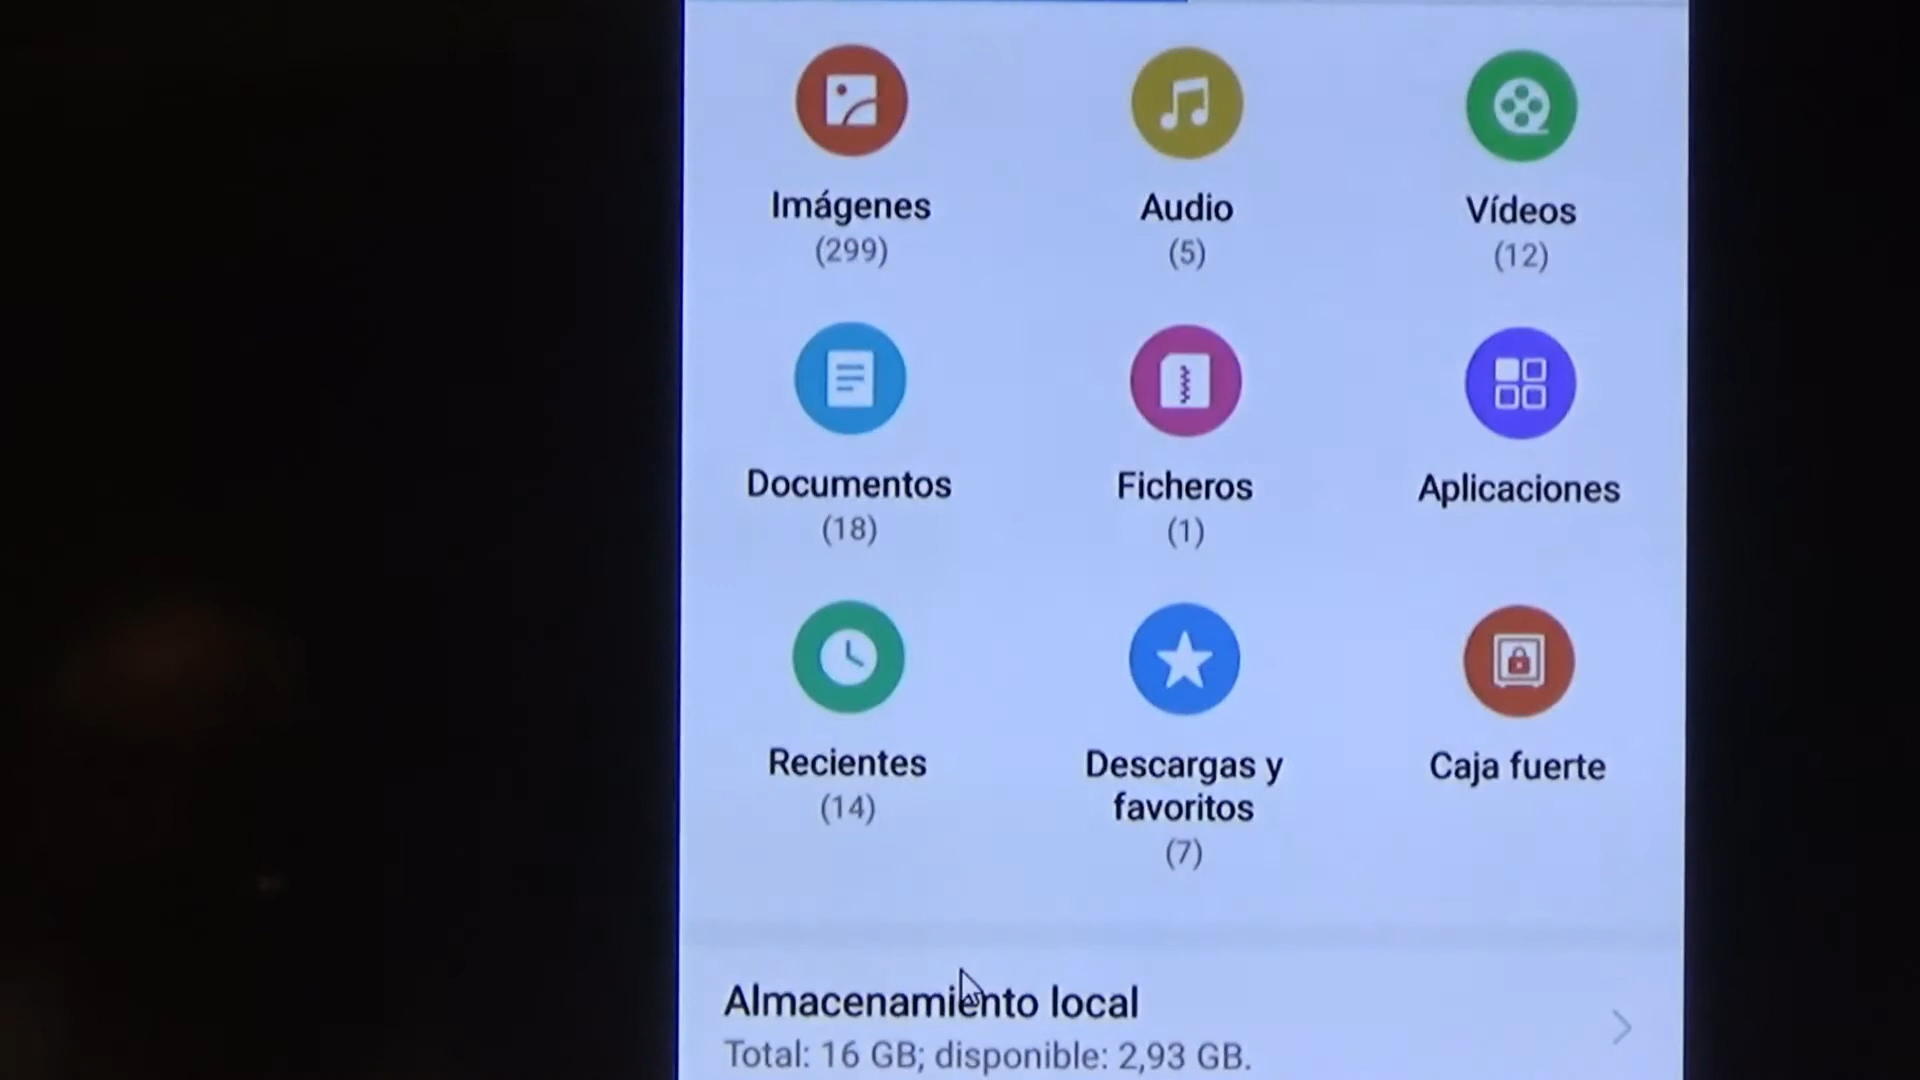 Imágenes
(299)
Audio
(5)
Vídeos
(12)
Documentos
(18)
Ficheros
(1)
Aplicaciones
Recientes
(14)
Descargas y
favoritos
(7)
Caja fuerte
Almacenamiento local
Total: 16 GB; disponible: 2,93 GB.